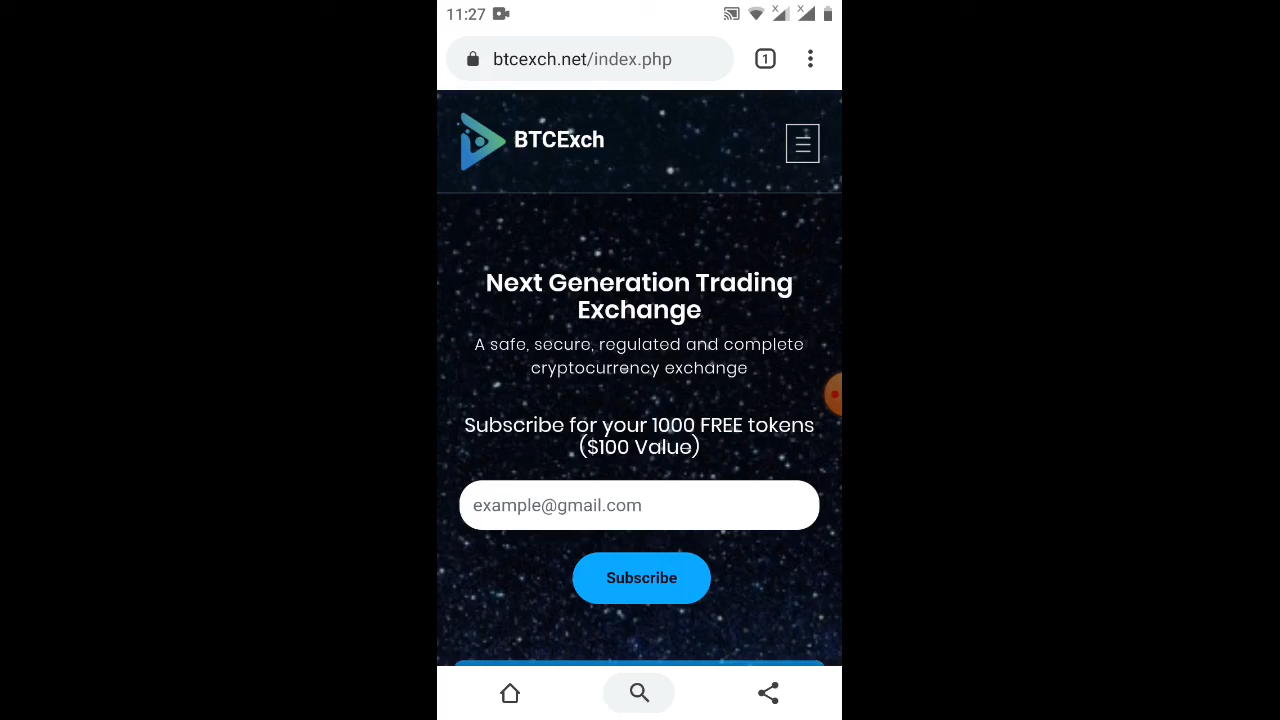 11:27
1
btcexch.net/index.php
BTCExch
Next Generation Trading
Exchange
A safe, secure, regulated and complete
cryptocurrency exchange
Subscribe for your 1000 FREE tokens
($100 Value)
example@gmail.com
Subscribe